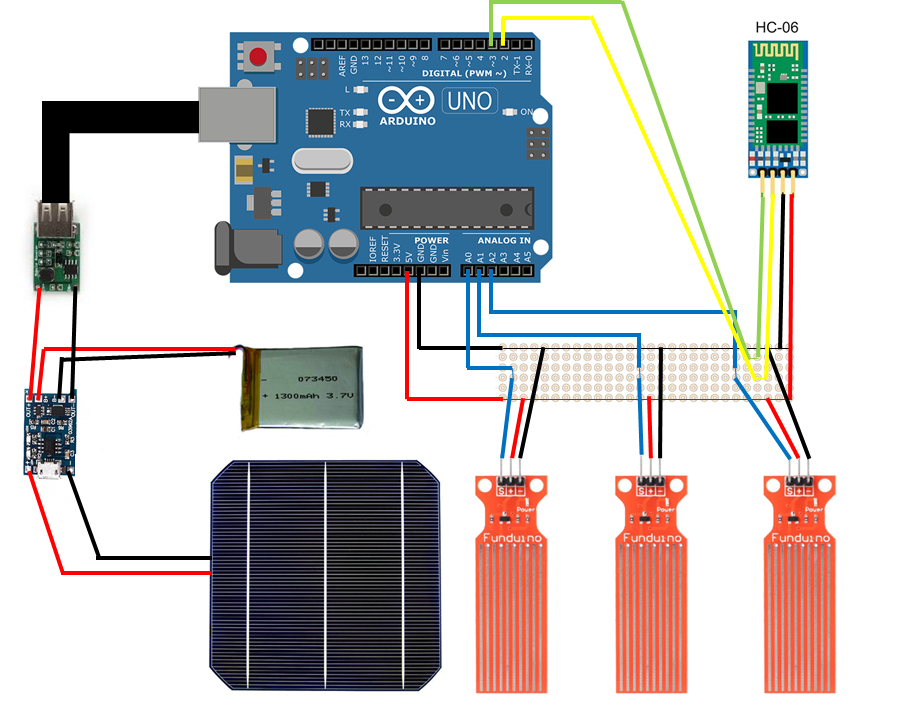 HC-06
AREF
GND
13
12
~11
~10
~9
8
7
~6
~5
4
~3
2
TX-1
RX-0
DIGITAL (PWM ~)
L
TX
RX
ARDUINO
UNO
ON
POWER
ANALOG IN
IOREF
RESET
3.3V
5V
GND
GND
Vin
A0
A1
A2
A3
A4
A5
- 073450
+ 1300mAh 3.7V
OUT+
B+
OUT-
S + -
Power
Funduino
S + -
Power
Funduino
S + -
Power
Funduino